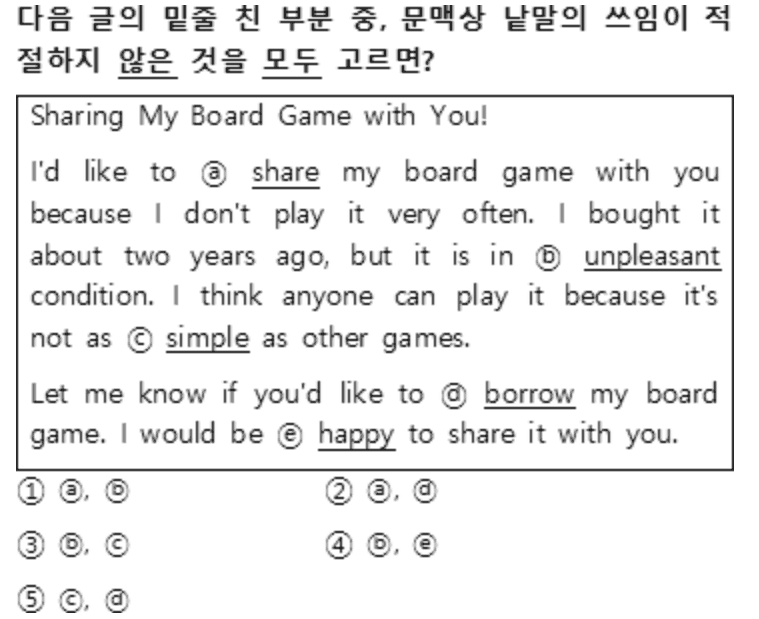 다음 글의 밑줄 친 부분 중, 문맥상 낱말의 쓰임이 적
절하지 않은 것을 모두 고르면?
Sharing My Board Game with You!
I'd like to ⓐ share my board game with you
because I don't play it very often. I bought it
about two years ago, but it is in ⓑ unpleasant
condition. I think anyone can play it because it's
not as ⓒ simple as other games.
Let me know if you'd like to ⓓ borrow my board
game. I would be ⓔ happy to share it with you.
① ⓐ, ⓑ ② ⓐ, ⓓ
③ ⓑ, ⓒ ④ ⓑ, ⓔ
⑤ ⓒ, ⓓ